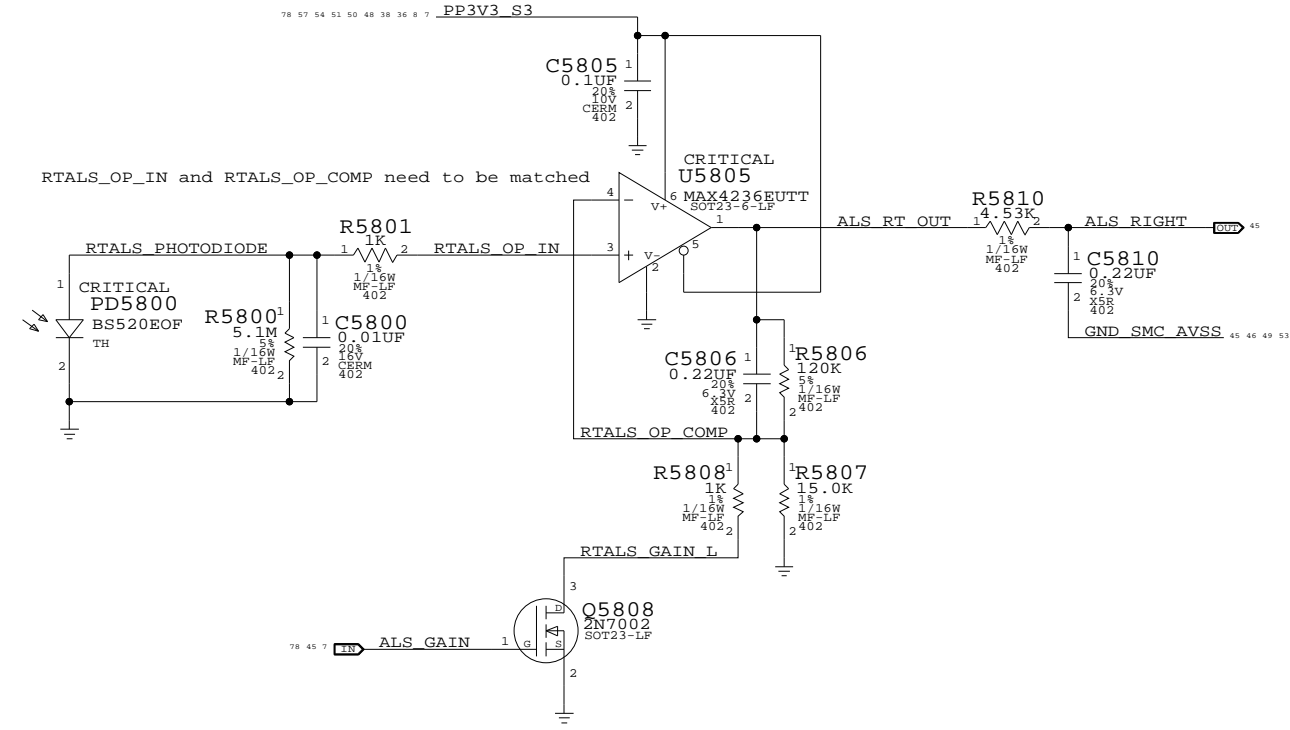 78 57 54 51 50 48 38 36 8 7 PP3V3_S3
C5805 1
0.1UF
20%
10V
CERM 2
402
RTALS_OP_IN and RTALS_OP_COMP need to be matched
CRITICAL
U5805
MAX4236EUTT
SOT23-6-LF
4 − V+ 6
3 + V- 2
1 5
ALS_RT_OUT
R5810
4.53K
1 2
1%
1/16W
MF-LF
402
ALS_RIGHT OUT 45
C5810
1 0.22UF
20%
2 6.3V
X5R
402
GND_SMC_AVSS 45 46 49 53
RTALS_PHOTODIODE
R5801
1K
1 2
1%
1/16W
MF-LF
402
RTALS_OP_IN
1 CRITICAL
PD5800
BS520EOF
TH
2
R5800 1
5.1M
5%
1/16W
MF-LF
402 2
1 C5800
0.01UF
20%
2 16V
CERM
402
C5806 1
0.22UF
20%
6.3V
X5R 2
402
1 R5806
120K
5%
1/16W
MF-LF
2 402
RTALS_OP_COMP
R5808 1
1K
1%
1/16W
MF-LF
402 2
1 R5807
15.0K
1%
1/16W
MF-LF
2 402
RTALS_GAIN_L
3
D
Q5808
2N7002
SOT23-LF
78 45 7 IN ALS_GAIN 1 G S
2